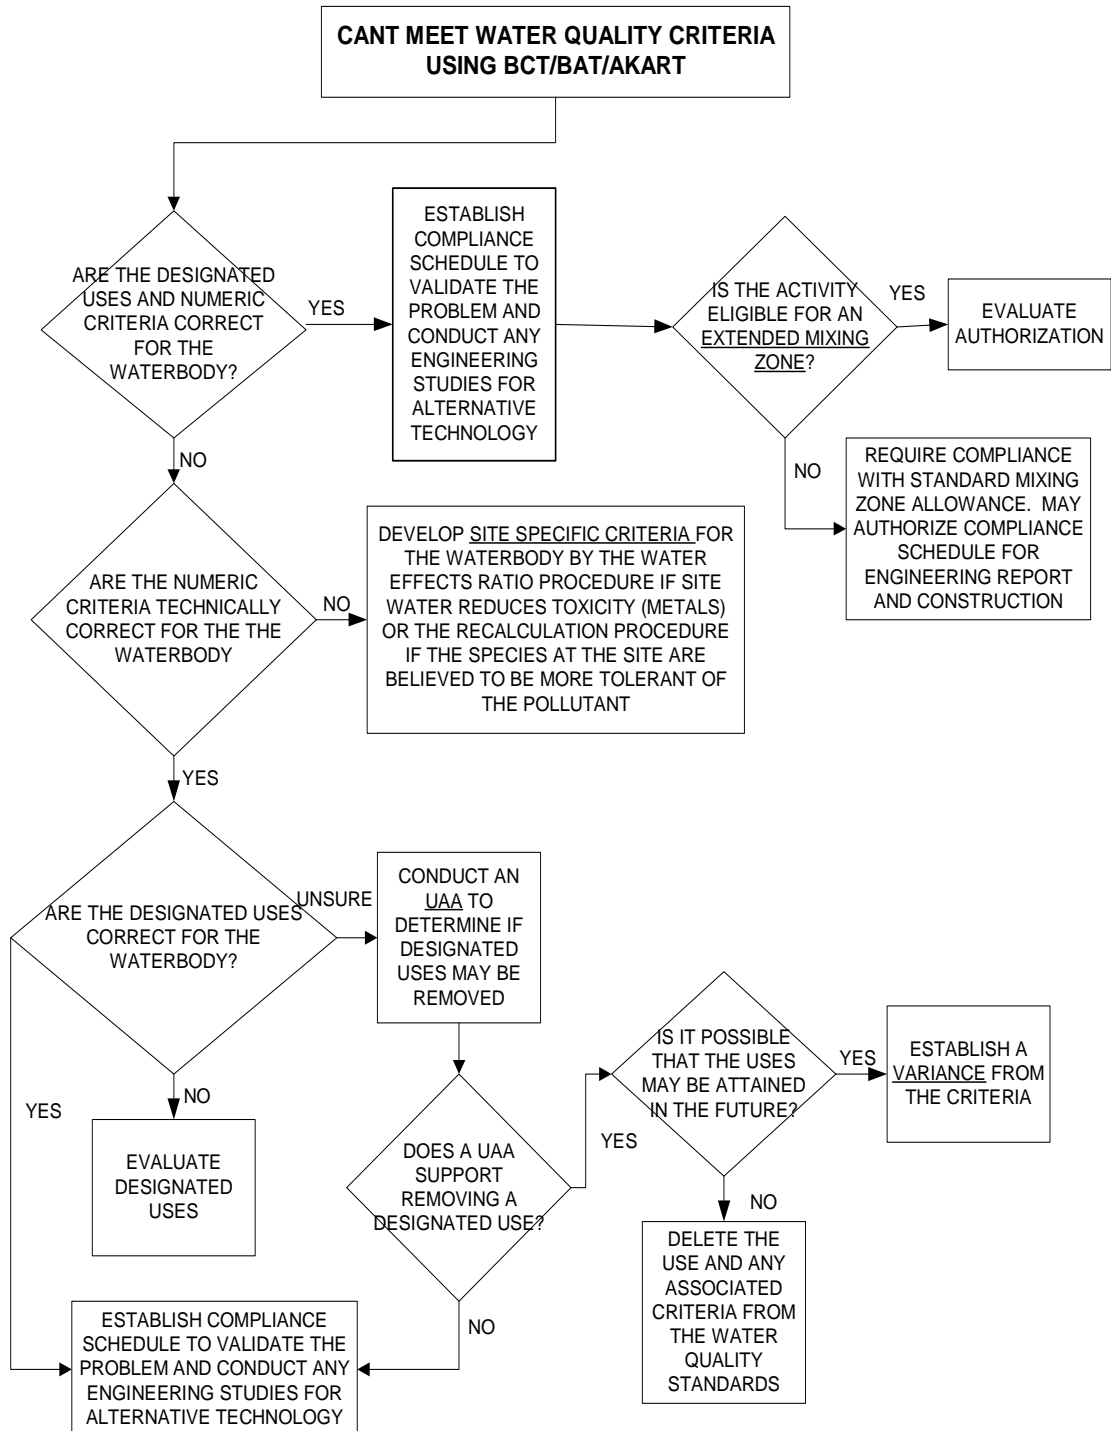 CANT MEET WATER QUALITY CRITERIA
USING BCT/BAT/AKART
ARE THE DESIGNATED
USES AND NUMERIC
CRITERIA CORRECT
FOR THE
WATERBODY?
YES
ESTABLISH
COMPLIANCE
SCHEDULE TO
VALIDATE THE
PROBLEM AND
CONDUCT ANY
ENGINEERING
STUDIES FOR
ALTERNATIVE
TECHNOLOGY
IS THE ACTIVITY
ELIGIBLE FOR AN
EXTENDED MIXING
ZONE?
YES
EVALUATE
AUTHORIZATION
NO
REQUIRE COMPLIANCE
WITH STANDARD MIXING
ZONE ALLOWANCE. MAY
AUTHORIZE COMPLIANCE
SCHEDULE FOR
ENGINEERING REPORT
AND CONSTRUCTION
NO
ARE THE NUMERIC
CRITERIA TECHNICALLY
CORRECT FOR THE THE
WATERBODY
NO
DEVELOP SITE SPECIFIC CRITERIA FOR
THE WATERBODY BY THE WATER
EFFECTS RATIO PROCEDURE IF SITE
WATER REDUCES TOXICITY (METALS)
OR THE RECALCULATION PROCEDURE
IF THE SPECIES AT THE SITE ARE
BELIEVED TO BE MORE TOLERANT OF
THE POLLUTANT
YES
ARE THE DESIGNATED USES
CORRECT FOR THE
WATERBODY?
UNSURE
CONDUCT AN
UAA TO
DETERMINE IF
DESIGNATED
USES MAY BE
REMOVED
IS IT POSSIBLE
THAT THE USES
MAY BE ATTAINED
IN THE FUTURE?
YES
ESTABLISH A
VARIANCE FROM
THE CRITERIA
NO
YES
EVALUATE
DESIGNATED
USES
DOES A UAA
SUPPORT
REMOVING A
DESIGNATED USE?
YES
NO
DELETE THE
USE AND ANY
ASSOCIATED
CRITERIA FROM
THE WATER
QUALITY
STANDARDS
NO
ESTABLISH COMPLIANCE
SCHEDULE TO VALIDATE THE
PROBLEM AND CONDUCT ANY
ENGINEERING STUDIES FOR
ALTERNATIVE TECHNOLOGY